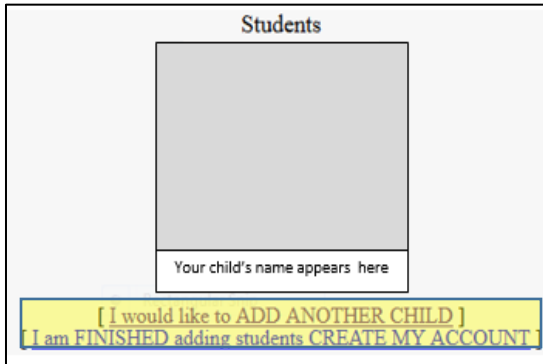 Students
Your child's name appears here
[ I would like to ADD ANOTHER CHILD ]
[ I am FINISHED adding students CREATE MY ACCOUNT ]